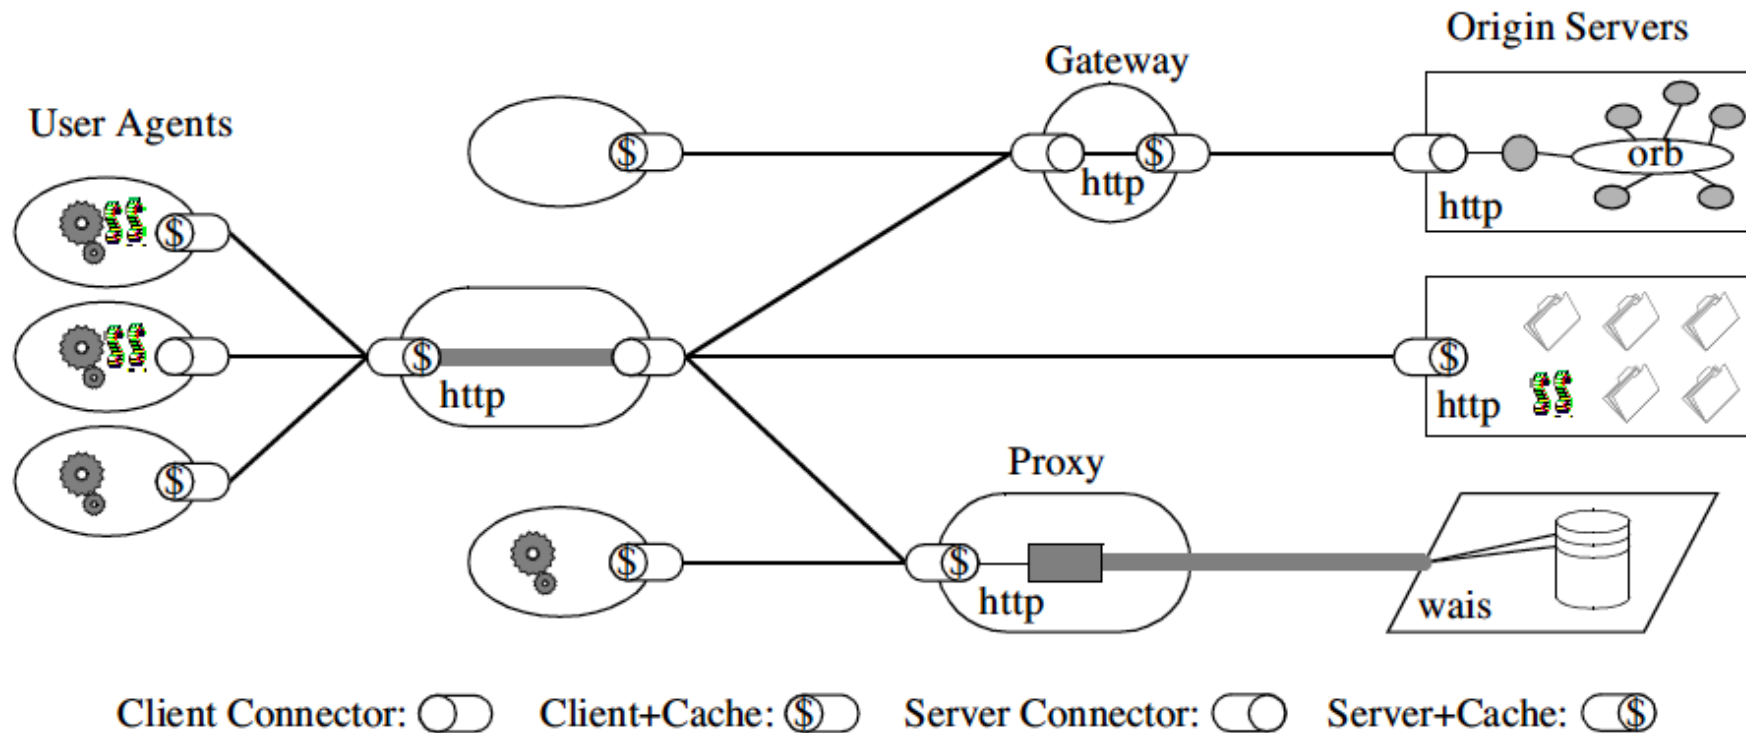 Origin Servers
Gateway
User Agents
$
orb
http
$
http
$
$
$
http
http
$
Proxy
$
$
http
wais
Client Connector:
Client+Cache: $
Server Connector:
Server+Cache: $